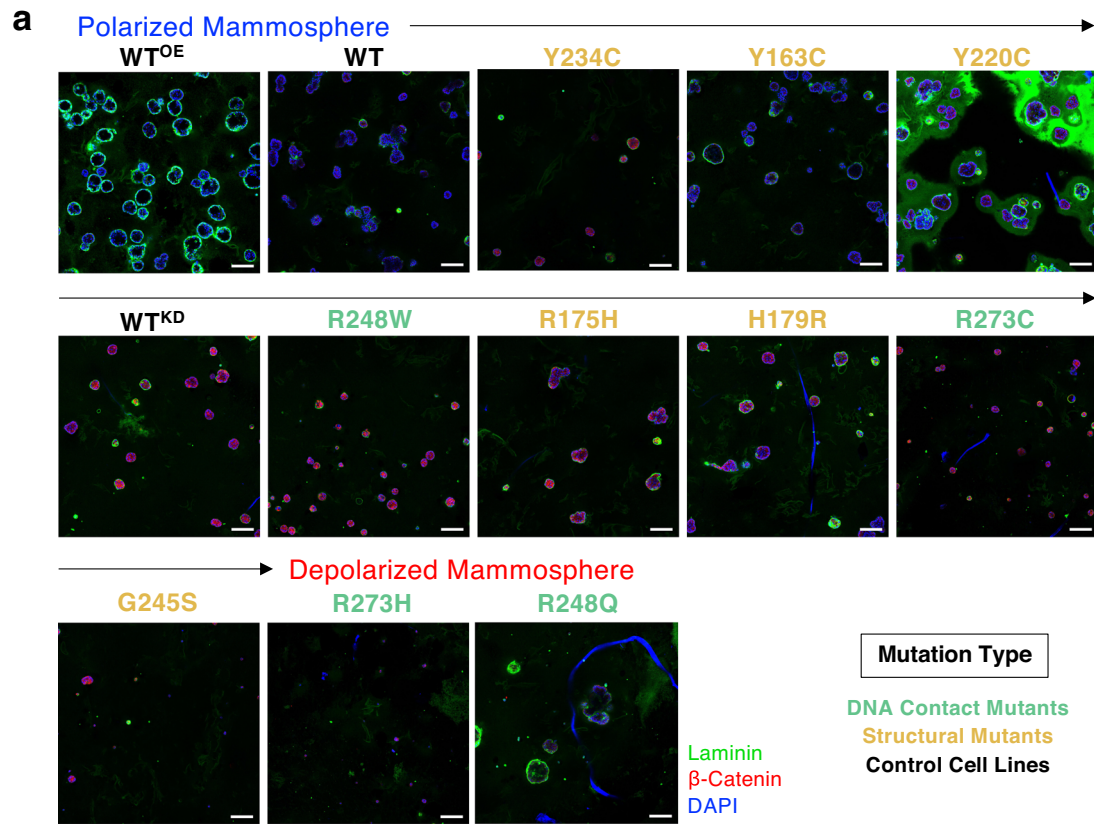 a
Polarized Mammosphere
WT^OE WT Y234C Y163C Y220C
WT^KD R248W R175H H179R R273C
Depolarized Mammosphere
G245S R273H R248Q
Laminin
β-Catenin
DAPI
Mutation Type
DNA Contact Mutants
Structural Mutants
Control Cell Lines